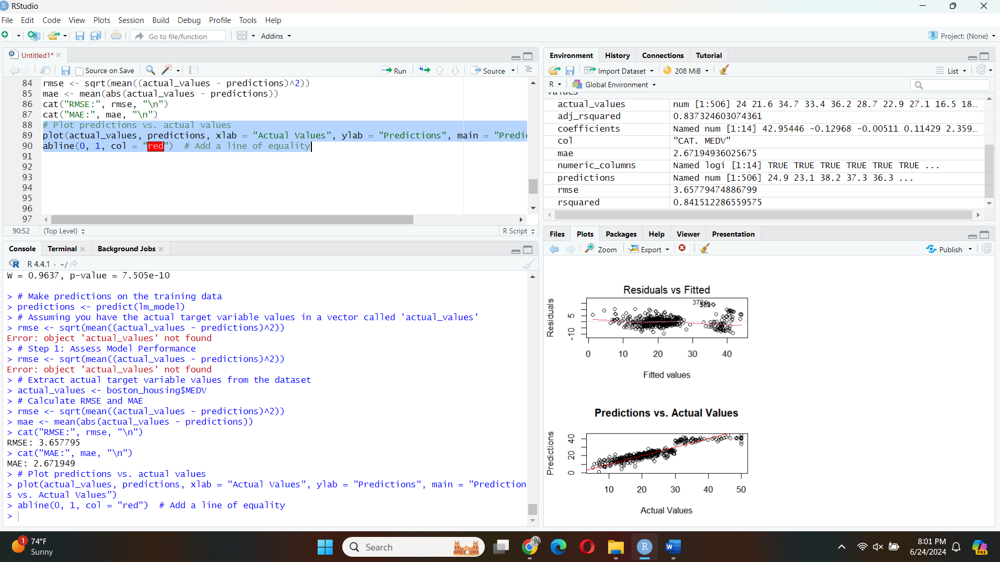 RStudio
File Edit Code View Plots Session Build Debug Profile Tools Help
Go to file/function Addins Project: (None)
Untitled1*
Source on Save Run Source
84 rmse <- sqrt(mean((actual_values - predictions)^2))
85 mae <- mean(abs(actual_values - predictions))
86 cat("RMSE:", rmse, "\n")
87 cat("MAE:", mae, "\n")
88 # Plot predictions vs. actual values
89 plot(actual_values, predictions, xlab = "Actual Values", ylab = "Predictions", main = "Predic
90 abline(0, 1, col = "red")  # Add a line of equality
91
92
93
94
95
96
97
90:52 (Top Level) R Script
Console Terminal Background Jobs
R 4.4.1 · ~/
W = 0.9637, p-value = 7.505e-10
> # Make predictions on the training data
> predictions <- predict(lm_model)
> # Assuming you have the actual target variable values in a vector called 'actual_values'
> rmse <- sqrt(mean((actual_values - predictions)^2))
Error: object 'actual_values' not found
> # Step 1: Assess Model Performance
> rmse <- sqrt(mean((actual_values - predictions)^2))
Error: object 'actual_values' not found
> # Extract actual target variable values from the dataset
> actual_values <- boston_housing$MEDV
> # Calculate RMSE and MAE
> rmse <- sqrt(mean((actual_values - predictions)^2))
> mae <- mean(abs(actual_values - predictions))
> cat("RMSE:", rmse, "\n")
RMSE: 3.657795
> cat("MAE:", mae, "\n")
MAE: 2.671949
> # Plot predictions vs. actual values
> plot(actual_values, predictions, xlab = "Actual Values", ylab = "Predictions", main = "Prediction
s vs. Actual Values")
> abline(0, 1, col = "red")  # Add a line of equality
>
Environment History Connections Tutorial
Import Dataset 208 MiB List
R Global Environment
values
actual_values num [1:506] 24 21.6 34.7 33.4 36.2 28.7 22.9 27.1 16.5 18…
adj_rsquared 0.837324603074361
coefficients Named num [1:14] 42.95446 -0.12968 -0.00511 0.11429 2.359…
col "CAT. MEDV"
mae 2.67194936025675
numeric_columns Named logi [1:14] TRUE TRUE TRUE TRUE TRUE TRUE ...
predictions Named num [1:506] 24.9 23.1 38.2 37.3 36.3 ...
rmse 3.65779474886799
rsquared 0.841512286559575
Files Plots Packages Help Viewer Presentation
Zoom Export Publish
Residuals vs Fitted
Residuals
5
-10
0 10 20 30 40
Fitted values
Predictions vs. Actual Values
Predictions
40
20
0
10 20 30 40 50
Actual Values
1
74°F
Sunny
Search
8:01 PM
6/24/2024
PRE